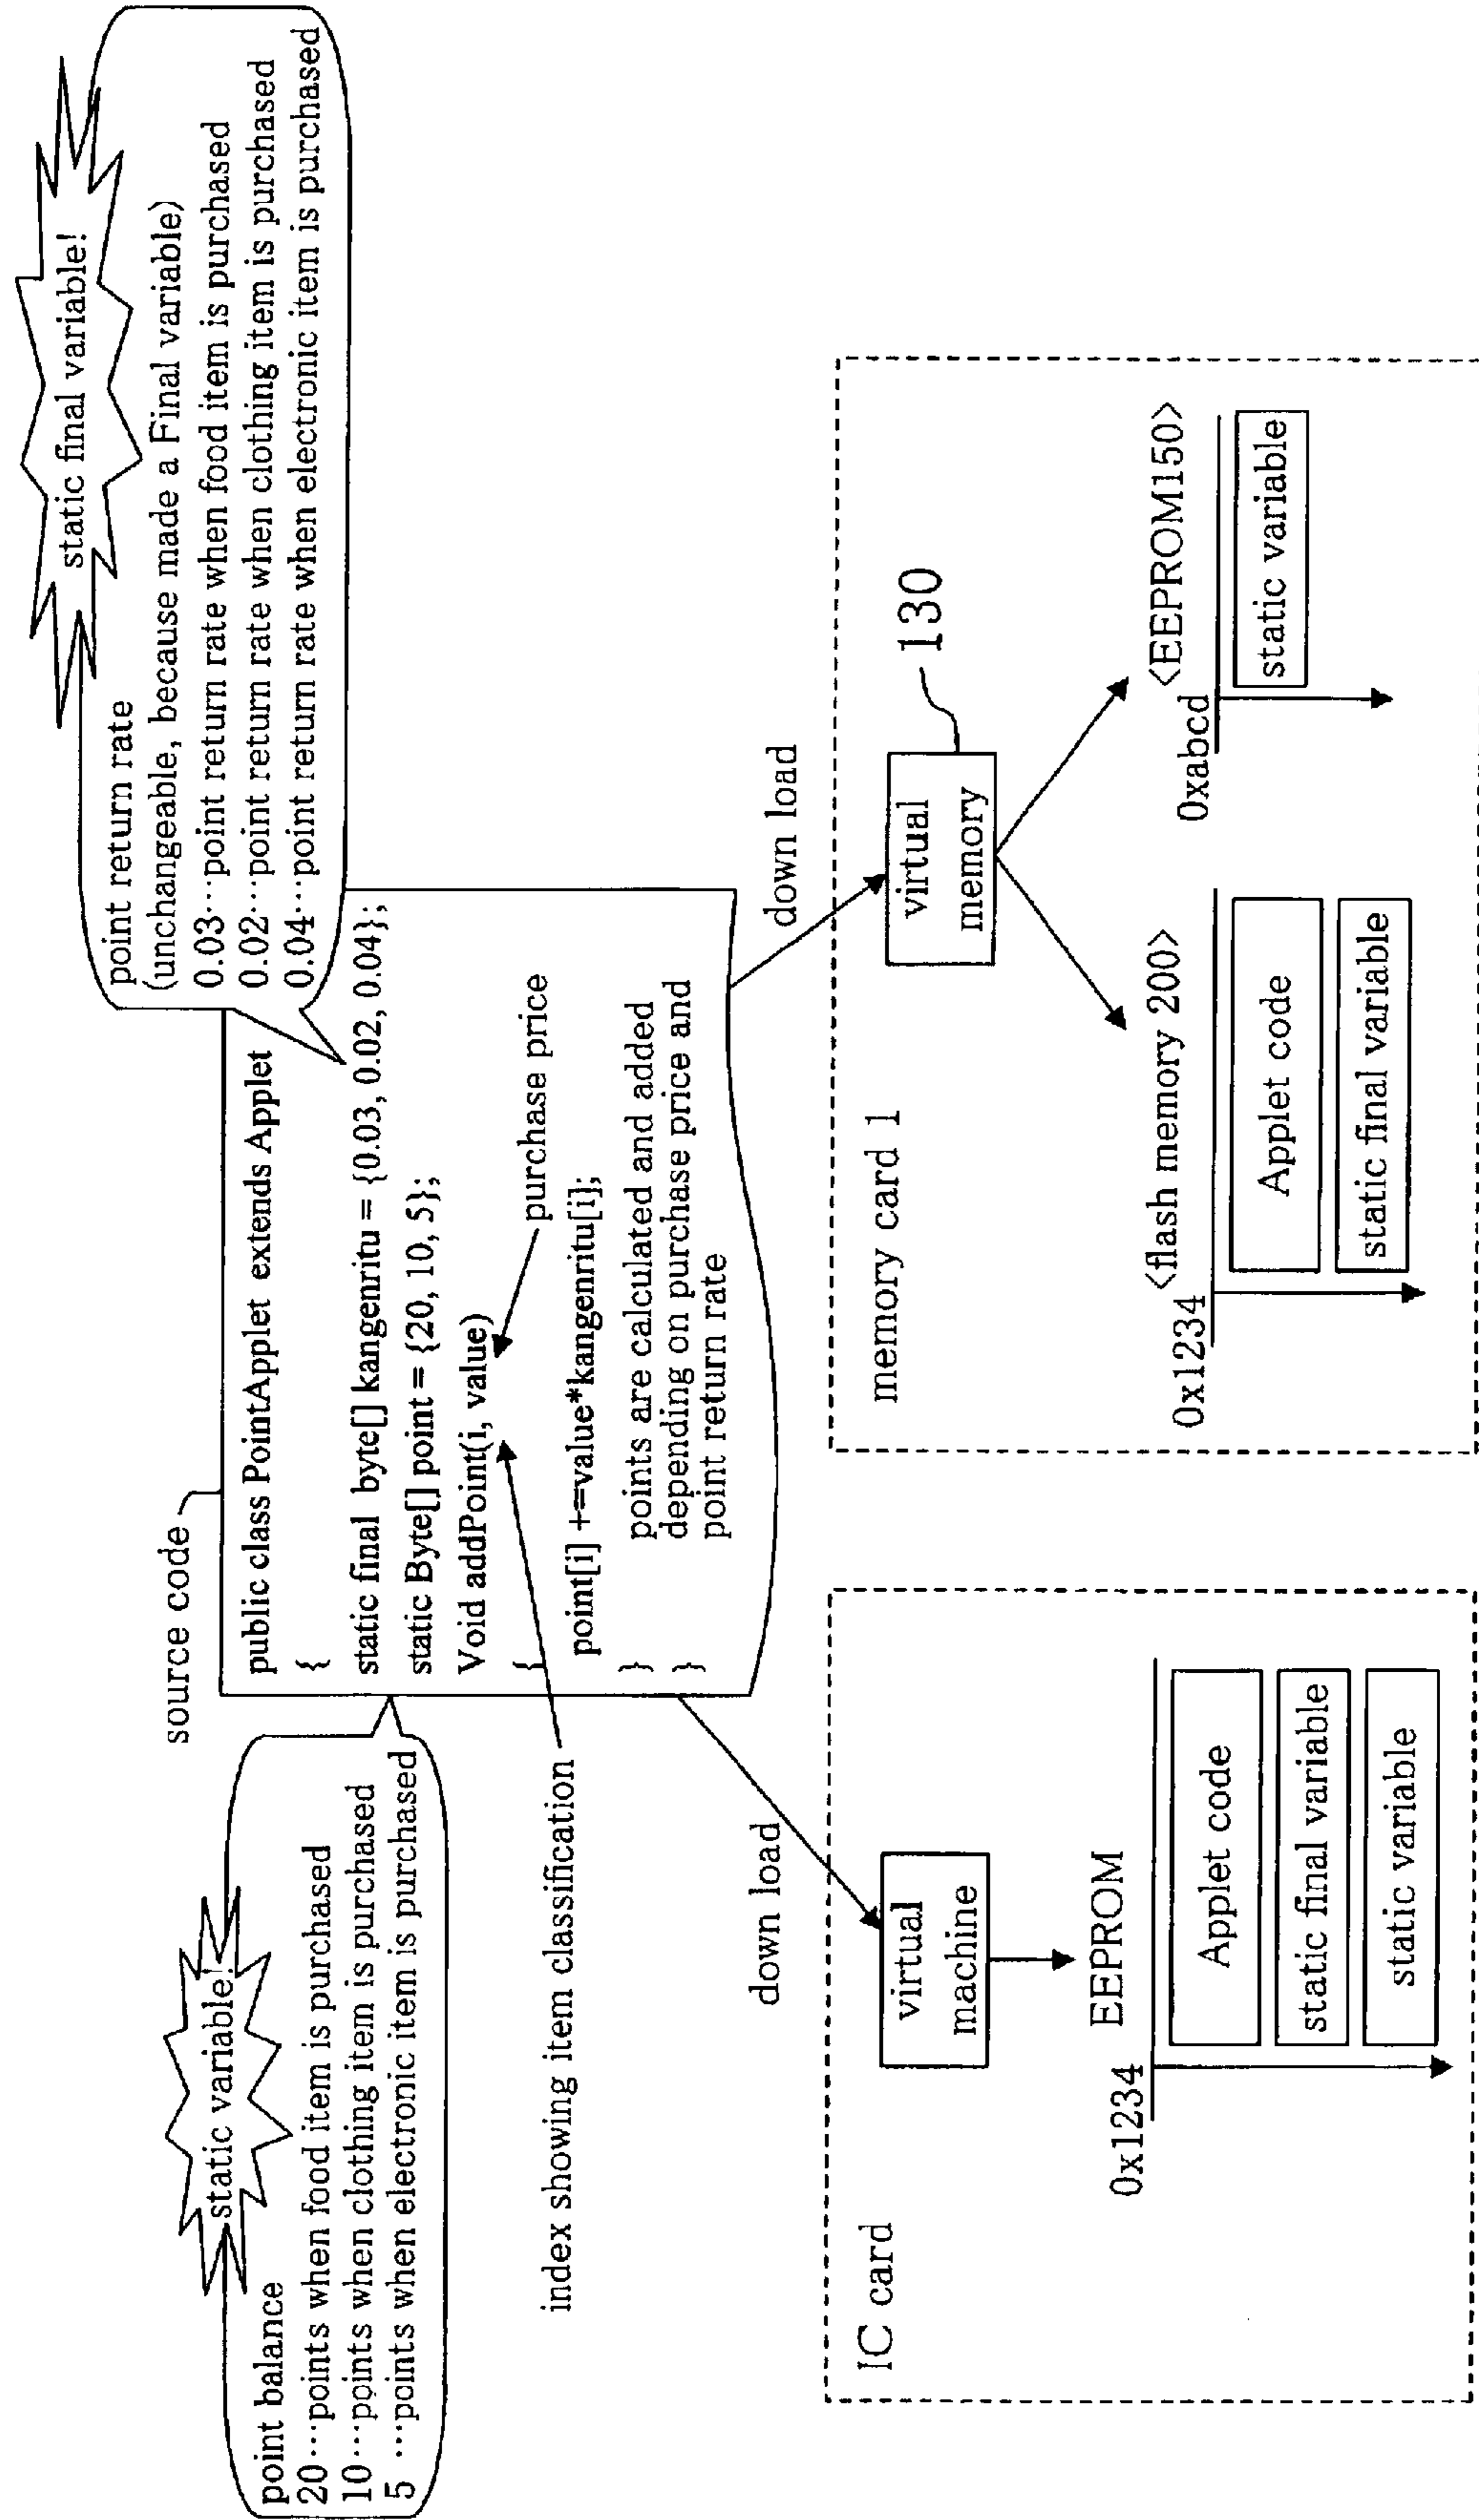 static variable!
point balance
20···points when food item is purchased
10···points when clothing item is purchased
5 ···points when electronic item is purchased
static final variable!
point return rate
(unchangeable, because made a Final variable)
0.03···point return rate when food item is purchased
0.02···point return rate when clothing item is purchased
0.04···point return rate when electronic item is purchased
source code
public class PointApplet extends Applet
{
static final byte[] kangenritu = {0.03, 0.02, 0.04};
static Byte[] point = {20, 10, 5};
Void addPoint(i, value)
{
point[i] +=value*kangenritu[i];
points are calculated and added
depending on purchase price and
point return rate
}
}
purchase price
index showing item classification
down load
down load
IC card
virtual
machine
EEPROM
0x1234
Applet code
static final variable
static variable
memory card 1
virtual
memory
130
<flash memory 200>
0x1234
Applet code
static final variable
<EEPROM150>
0xabcd
static variable